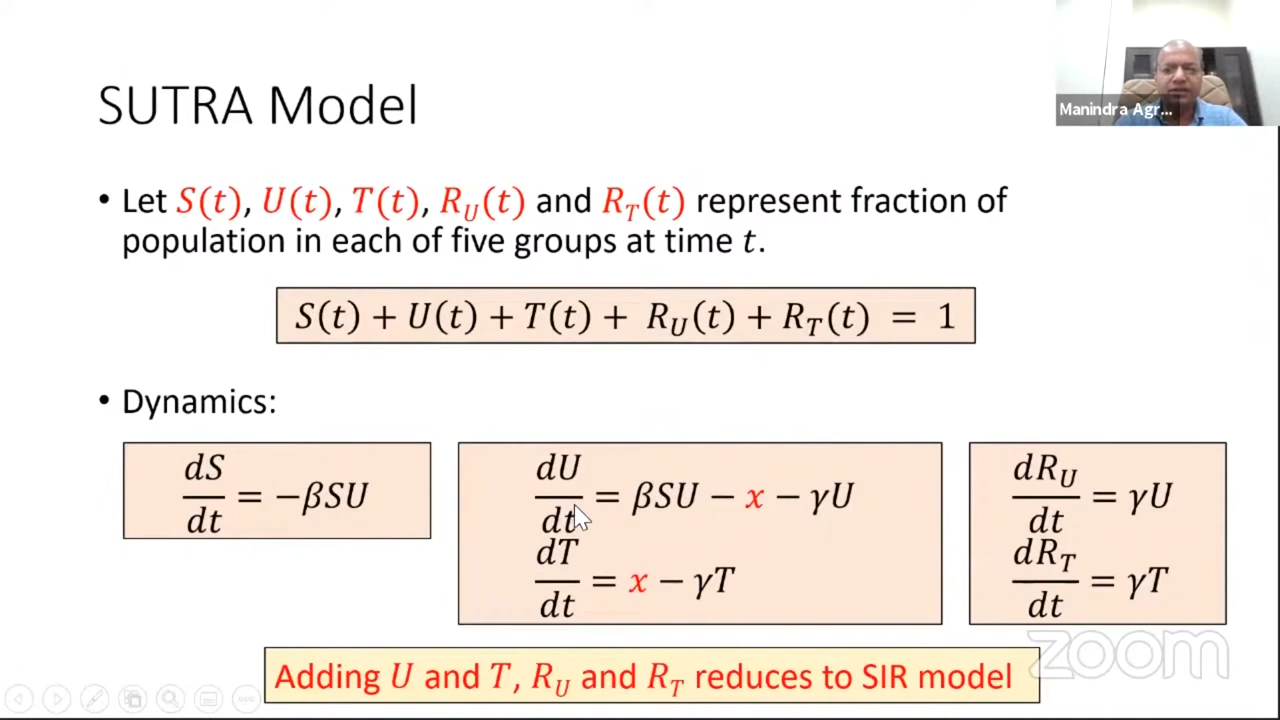 Manindra Agr...
SUTRA Model
• Let S(t), U(t), T(t), R_U(t) and R_T(t) represent fraction of
population in each of five groups at time t.
S(t) + U(t) + T(t) + R_U(t) + R_T(t) = 1
• Dynamics:
dS/dt = −βSU
dU/dt = βSU − x − γU
dT/dt = x − γT
dR_U/dt = γU
dR_T/dt = γT
Adding U and T, R_U and R_T reduces to SIR model
zoom